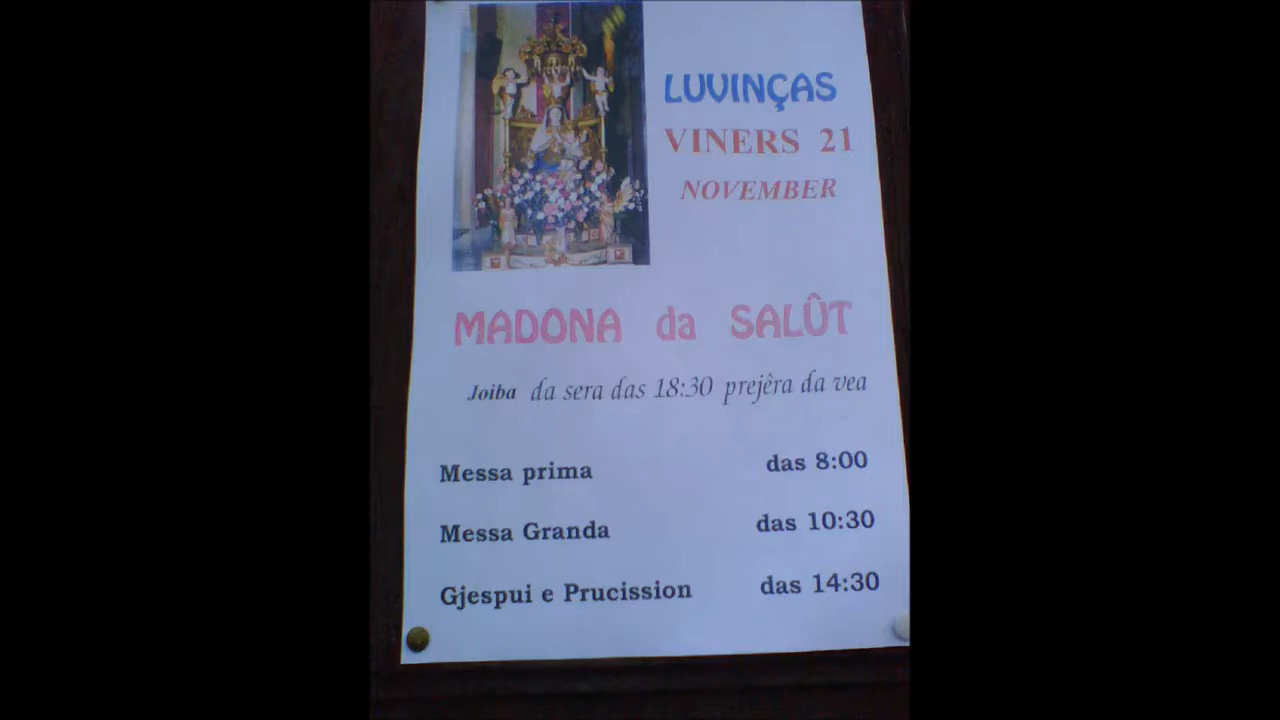 LUVINÇAS
VINERS 21
NOVEMBER
MADONA da SALÛT
Joiba da sera das 18:30 prejêra da vea
Messa prima das 8:00
Messa Granda das 10:30
Gjespui e Prucission das 14:30